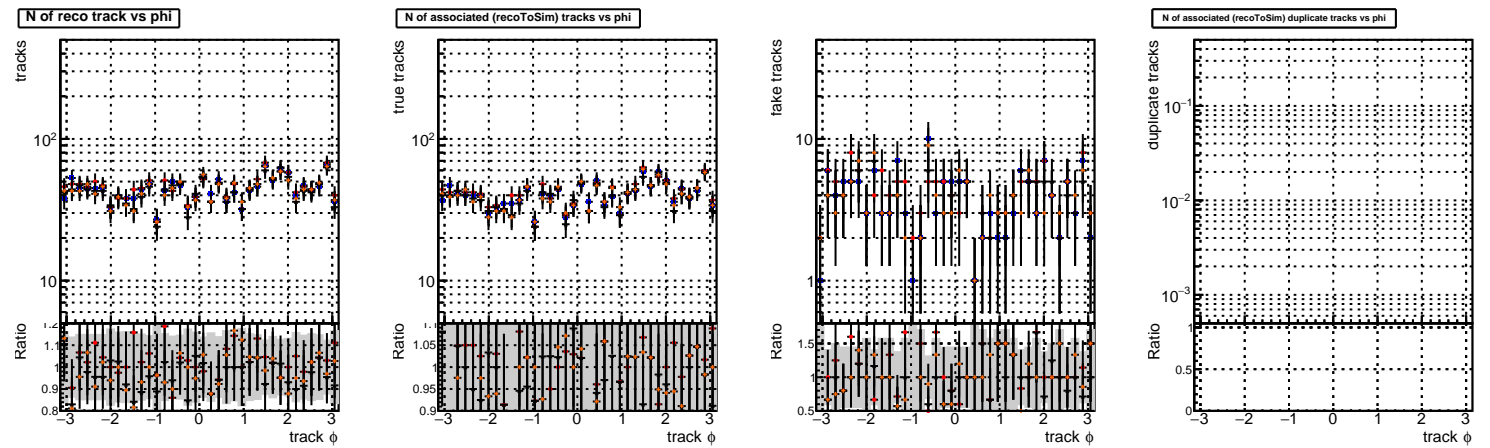 N of reco track vs phi
tracks
10²
10
Ratio
1.2
1.1
1
0.9
0.8
−3 −2 −1 0 1 2 3
track ϕ
N of associated (recoToSim) tracks vs phi
true tracks
10²
10
Ratio
1.1
1.05
1
0.95
0.9
−3 −2 −1 0 1 2 3
track ϕ
fake tracks
10
1
Ratio
1.5
1
0.5
−3 −2 −1 0 1 2 3
track ϕ
N of associated (recoToSim) duplicate tracks vs phi
duplicate tracks
10⁻¹
10⁻²
10⁻³
Ratio
1
0.5
0
−3 −2 −1 0 1 2 3
track ϕ